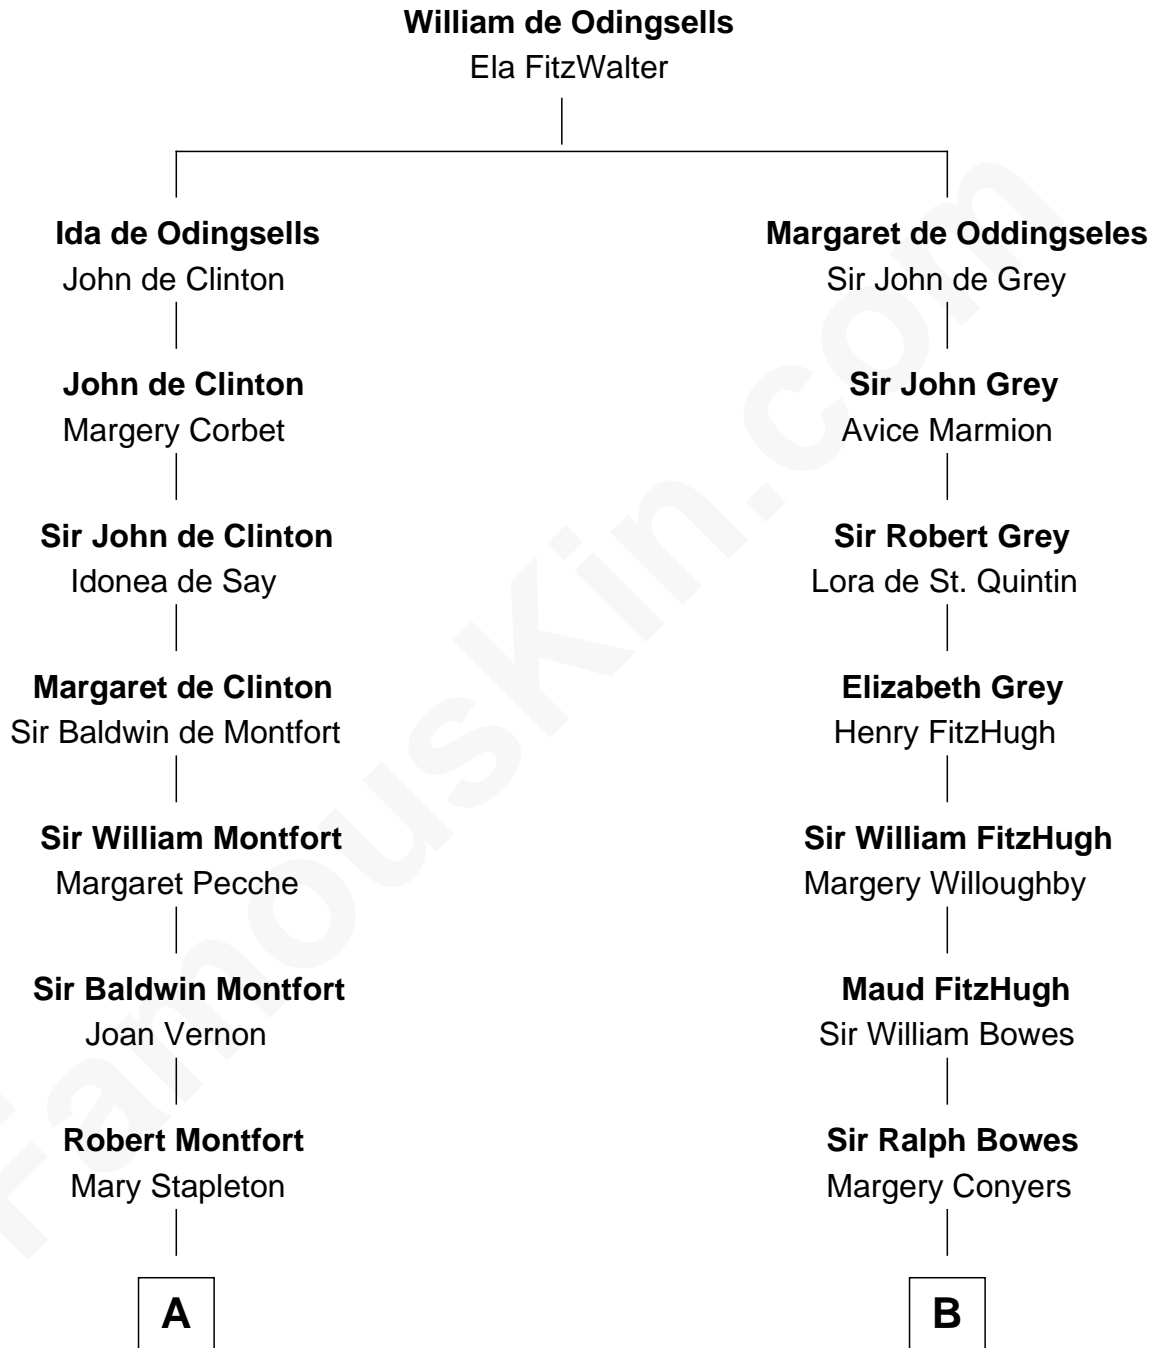 William de Odingsells
Ela FitzWalter
Ida de Odingsells
John de Clinton
Margaret de Oddingseles
Sir John de Grey
John de Clinton
Margery Corbet
Sir John Grey
Avice Marmion
Sir John de Clinton
Idonea de Say
Sir Robert Grey
Lora de St. Quintin
Margaret de Clinton
Sir Baldwin de Montfort
Elizabeth Grey
Henry FitzHugh
Sir William Montfort
Margaret Pecche
Sir William FitzHugh
Margery Willoughby
Sir Baldwin Montfort
Joan Vernon
Maud FitzHugh
Sir William Bowes
Robert Montfort
Mary Stapleton
Sir Ralph Bowes
Margery Conyers
A
B
FamousKin.com